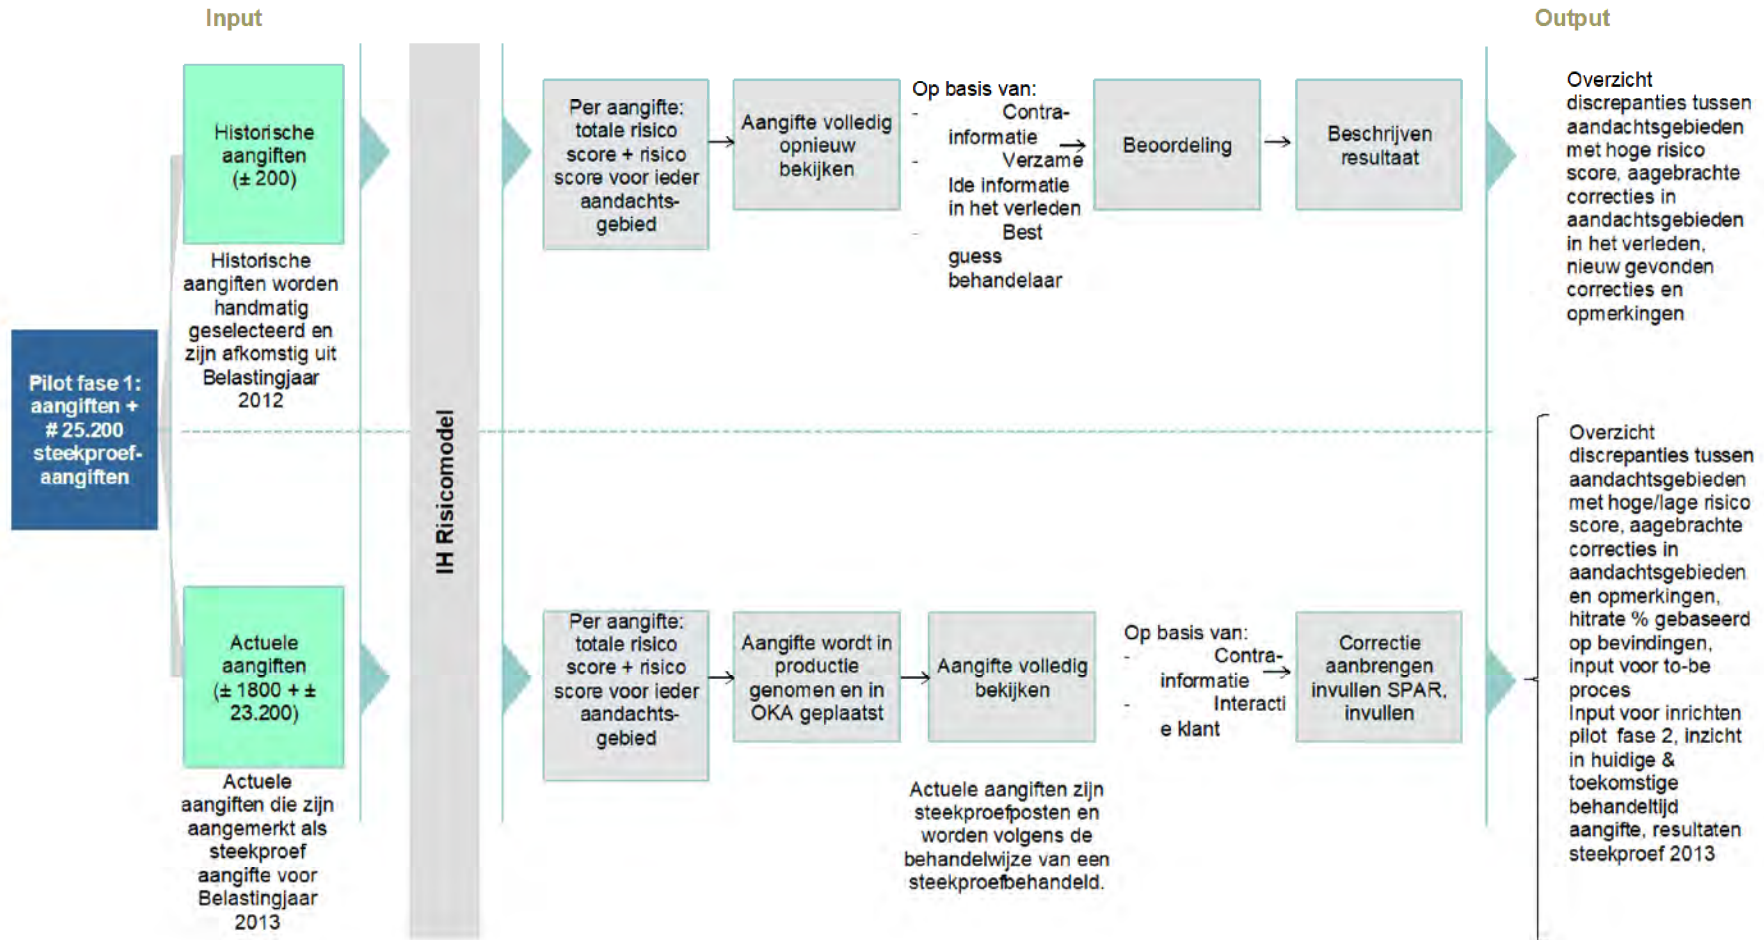 Input
Output
Pilot fase 1:
aangiften +
# 25.200
steekproef-
aangiften
Historische
aangiften
(± 200)
Historische
aangiften worden
handmatig
geselecteerd en
zijn afkomstig uit
Belastingjaar
2012
Actuele
aangiften
(± 1800 + ±
23.200)
Actuele
aangiften die zijn
aangemerkt als
steekproef
aangifte voor
Belastingjaar
2013
IH Risicomodel
Per aangifte:
totale risico
score + risico
score voor ieder
aandachts-
gebied
Aangifte volledig
opnieuw
bekijken
Op basis van:
- Contra-
informatie
- Verzame
lde informatie
in het verleden
- Best
guess
behandelaar
Beoordeling
Beschrijven
resultaat
Overzicht
discrepanties tussen
aandachtsgebieden
met hoge risico
score, aagebrachte
correcties in
aandachtsgebieden
in het verleden,
nieuw gevonden
correcties en
opmerkingen
Per aangifte:
totale risico
score + risico
score voor ieder
aandachts-
gebied
Aangifte wordt in
productie
genomen en in
OKA geplaatst
Aangifte volledig
bekijken
Actuele aangiften zijn
steekproefposten en
worden volgens de
behandelwijze van een
steekproefbehandeld.
Op basis van:
- Contra-
informatie
- Interacti
e klant
Correctie
aanbrengen
invullen SPAR,
invullen
Overzicht
discrepanties tussen
aandachtsgebieden
met hoge/lage risico
score, aagebrachte
correcties in
aandachtsgebieden
en opmerkingen,
hitrate % gebaseerd
op bevindingen,
input voor to-be
proces
Input voor inrichten
pilot fase 2, inzicht
in huidige &
toekomstige
behandeltijd
aangifte, resultaten
steekproef 2013